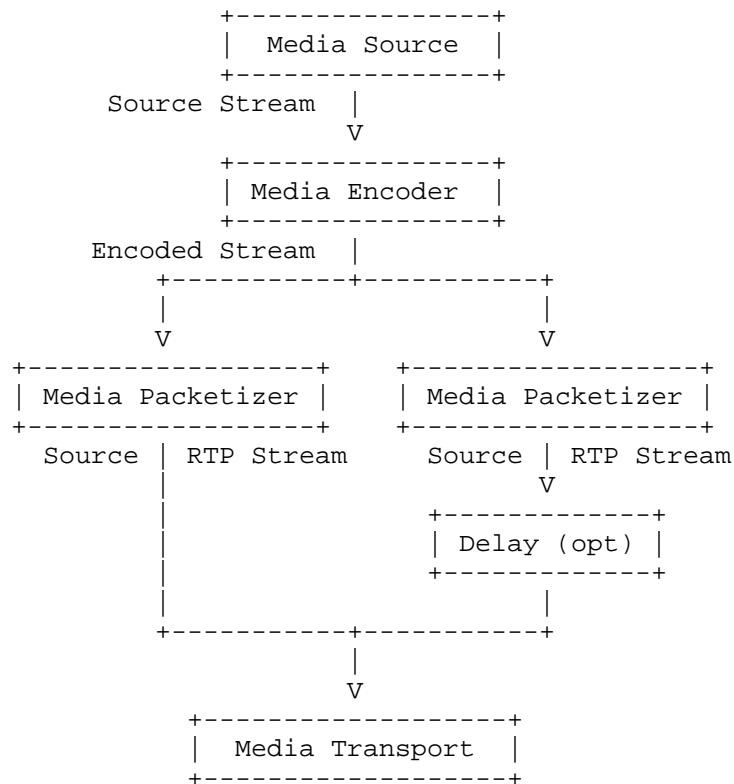 Media Source
Source Stream
V
Media Encoder
Encoded Stream
V V
Media Packetizer Media Packetizer
Source RTP Stream Source RTP Stream
V
Delay (opt)
V
Media Transport